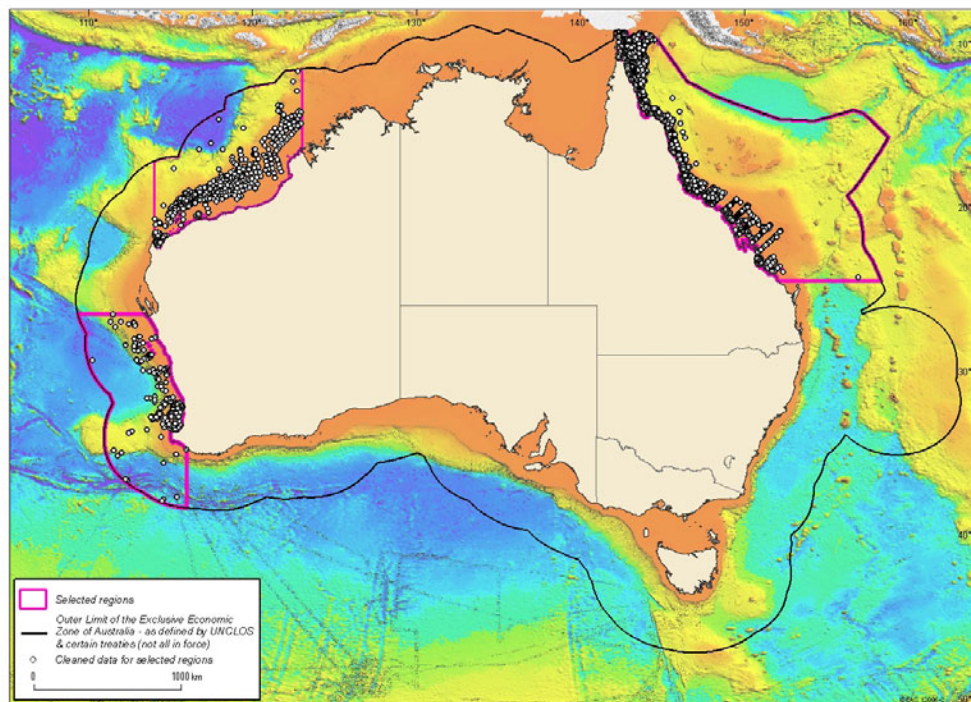 110° 120° 130° 140° 150° 160°
10°
20°
30°
40°
Selected regions
Outer Limit of the Exclusive Economic
Zone of Australia - as defined by UNCLOS
& certain treaties (not all in force)
Cleaned data for selected regions
0 1000 km